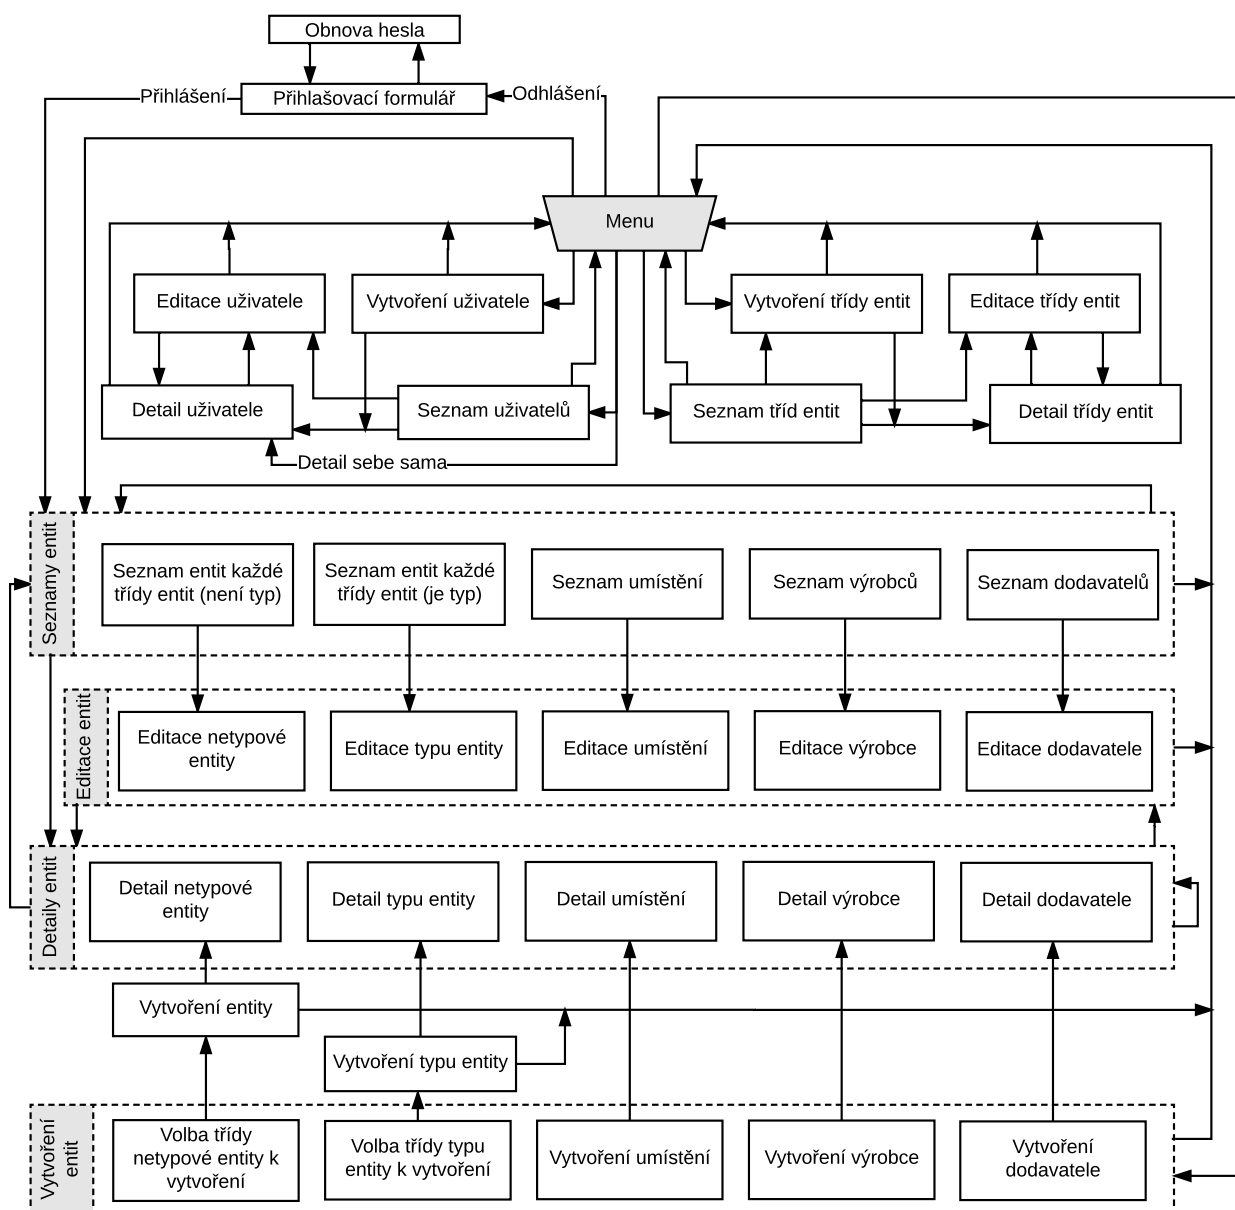 Obnova hesla
Přihlášení
Přihlašovací formulář
Odhlášení
Menu
Editace uživatele
Vytvoření uživatele
Vytvoření třídy entit
Editace třídy entit
Detail uživatele
Seznam uživatelů
Seznam tříd entit
Detail třídy entit
Detail sebe sama
Seznamy entit
Seznam entit každé
třídy entit (není typ)
Seznam entit každé
třídy entit (je typ)
Seznam umístění
Seznam výrobců
Seznam dodavatelů
Editace entit
Editace netypové
entity
Editace typu entity
Editace umístění
Editace výrobce
Editace dodavatele
Detaily entit
Detail netypové
entity
Detail typu entity
Detail umístění
Detail výrobce
Detail dodavatele
Vytvoření entity
Vytvoření typu entity
Vytvoření
entit
Volba třídy
netypové entity k
vytvoření
Volba třídy typu
entity k vytvoření
Vytvoření umístění
Vytvoření výrobce
Vytvoření
dodavatele